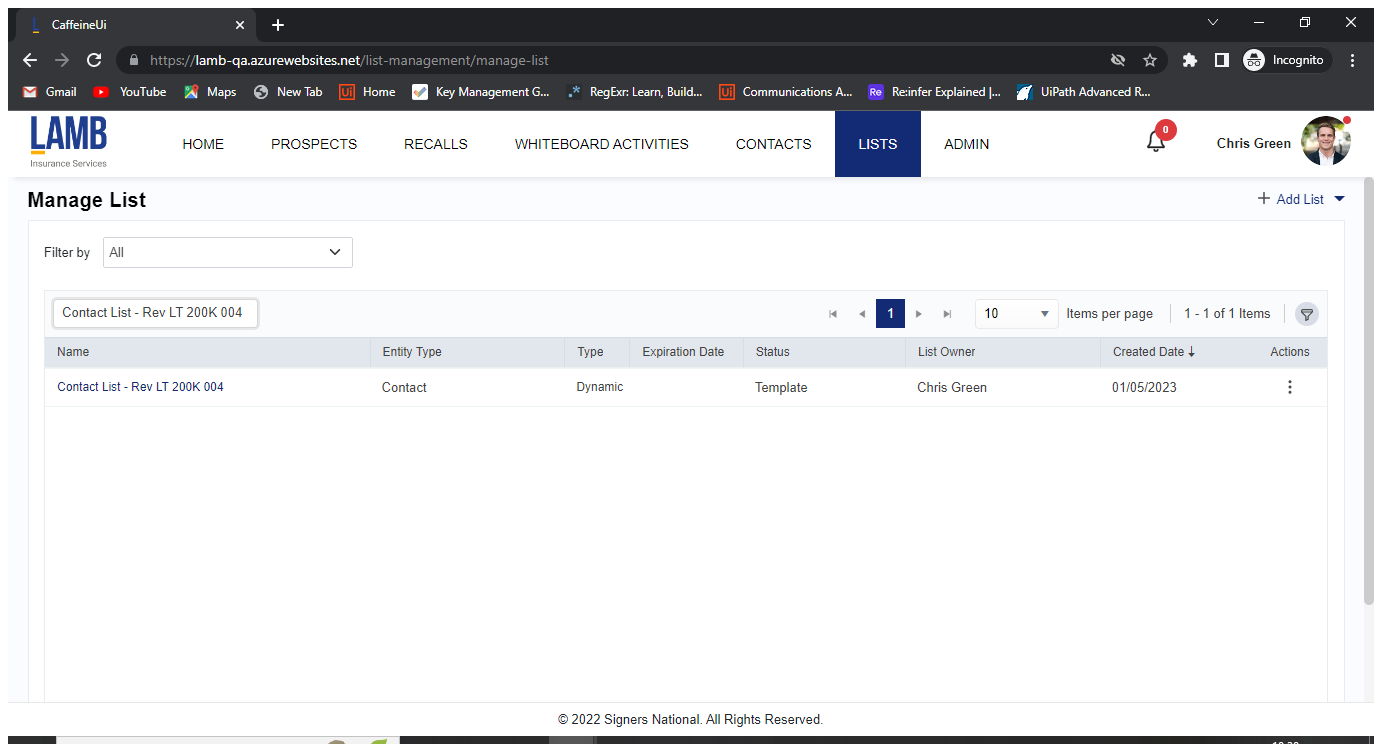 CaffeineUi
https://lamb-qa.azurewebsites.net/list-management/manage-list
Incognito
Gmail YouTube Maps New Tab Ui Home Key Management G... .* RegExr: Learn, Build... Ui Communications A... Re Reinfer Explained |... UiPath Advanced R...
LAMB
Insurance Services
HOME PROSPECTS RECALLS WHITEBOARD ACTIVITIES CONTACTS LISTS ADMIN 0 Chris Green
Manage List
+ Add List
Filter by All
Contact List - Rev LT 200K 004 1 10 Items per page 1 - 1 of 1 Items
Name Entity Type Type Expiration Date Status List Owner Created Date ↓ Actions
Contact List - Rev LT 200K 004 Contact Dynamic Template Chris Green 01/05/2023
© 2022 Signers National. All Rights Reserved.